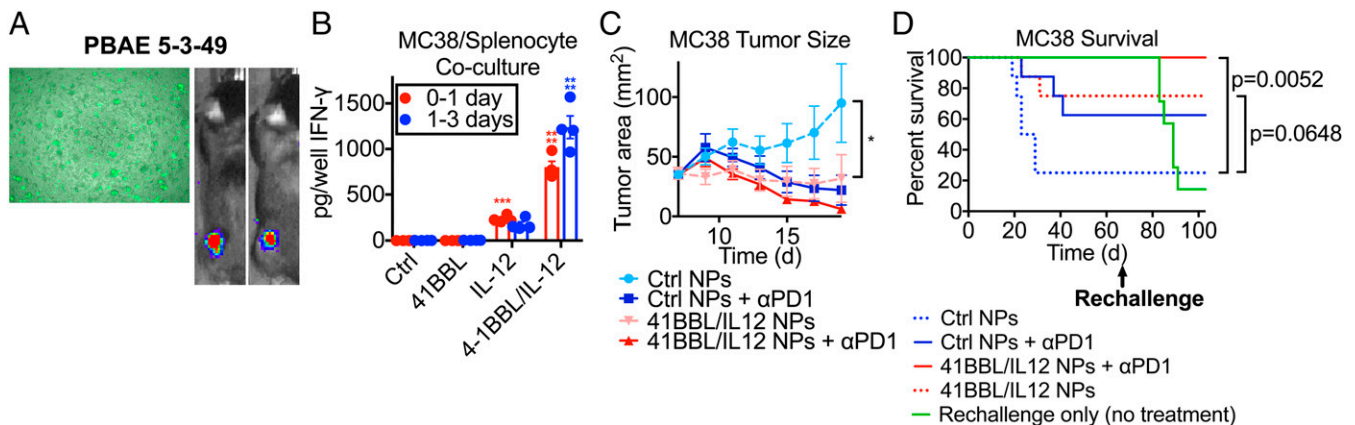 A
PBAE 5-3-49
B
MC38/Splenocyte
Co-culture
0-1 day
1-3 days
pg/well IFN-γ
1500
1000
500
0
***
**
**
**
**
Ctrl
41BBL
IL-12
4-1BBL/IL-12
C
MC38 Tumor Size
Tumor area (mm²)
100
50
0
10
15
Time (d)
*
Ctrl NPs
Ctrl NPs + αPD1
41BBL/IL12 NPs
41BBL/IL12 NPs + αPD1
D
MC38 Survival
Percent survival
100
80
60
40
20
0
0
20
40
60
80
100
Time (d)
Rechallenge
p=0.0052
p=0.0648
Ctrl NPs
Ctrl NPs + αPD1
41BBL/IL12 NPs + αPD1
41BBL/IL12 NPs
Rechallenge only (no treatment)